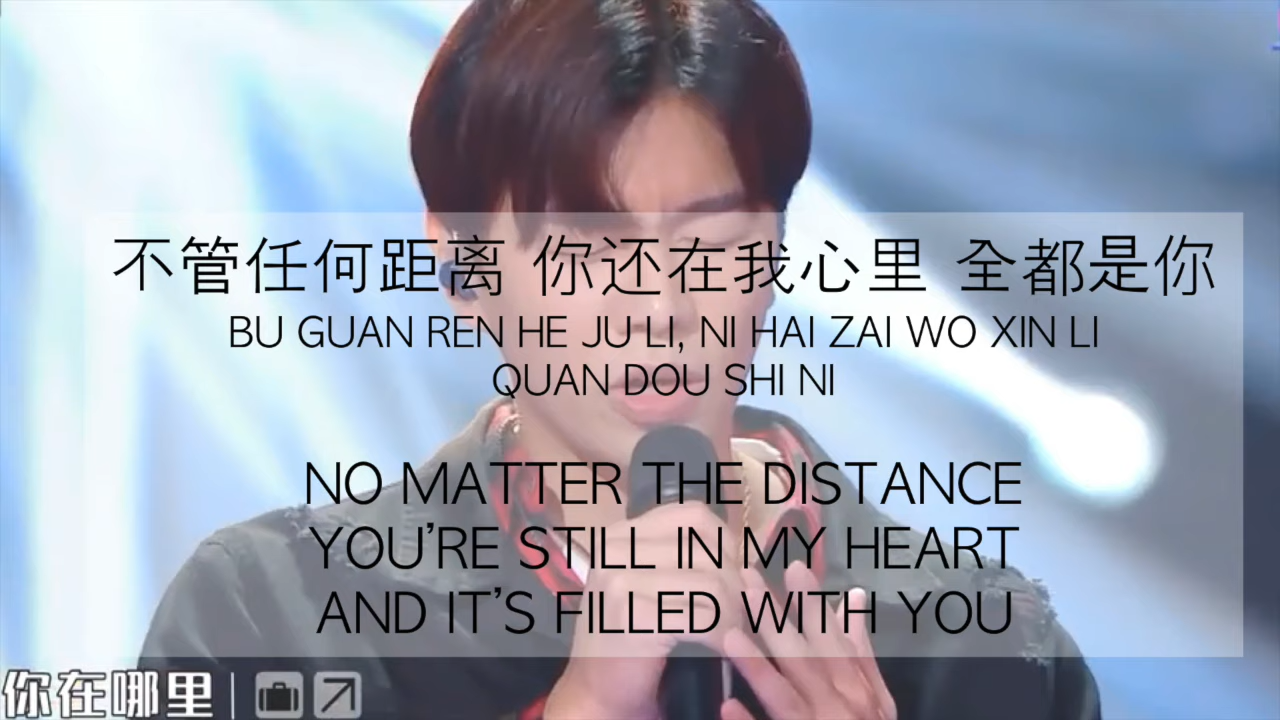 不管任何距离 你还在我心里 全都是你
BU GUAN REN HE JU LI, NI HAI ZAI WO XIN LI
QUAN DOU SHI NI
NO MATTER THE DISTANCE
YOU'RE STILL IN MY HEART
AND IT'S FILLED WITH YOU
你在哪里